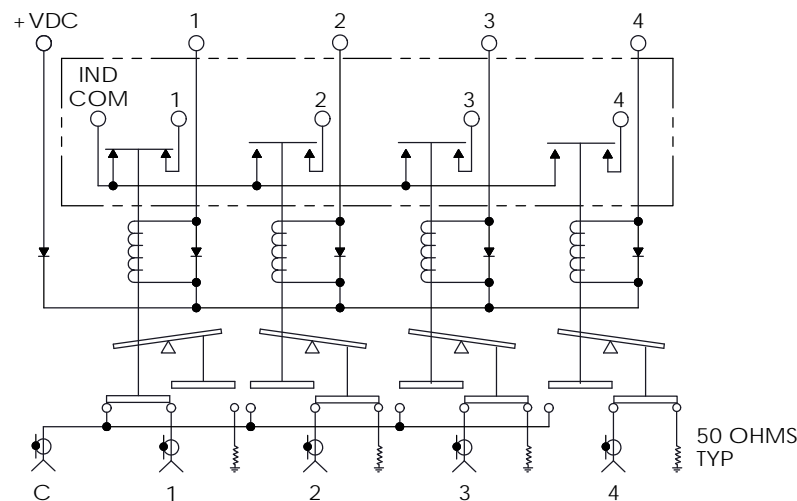 +VDC 1 2 3 4
IND
COM 1 2 3 4
50 OHMS
TYP
C 1 2 3 4